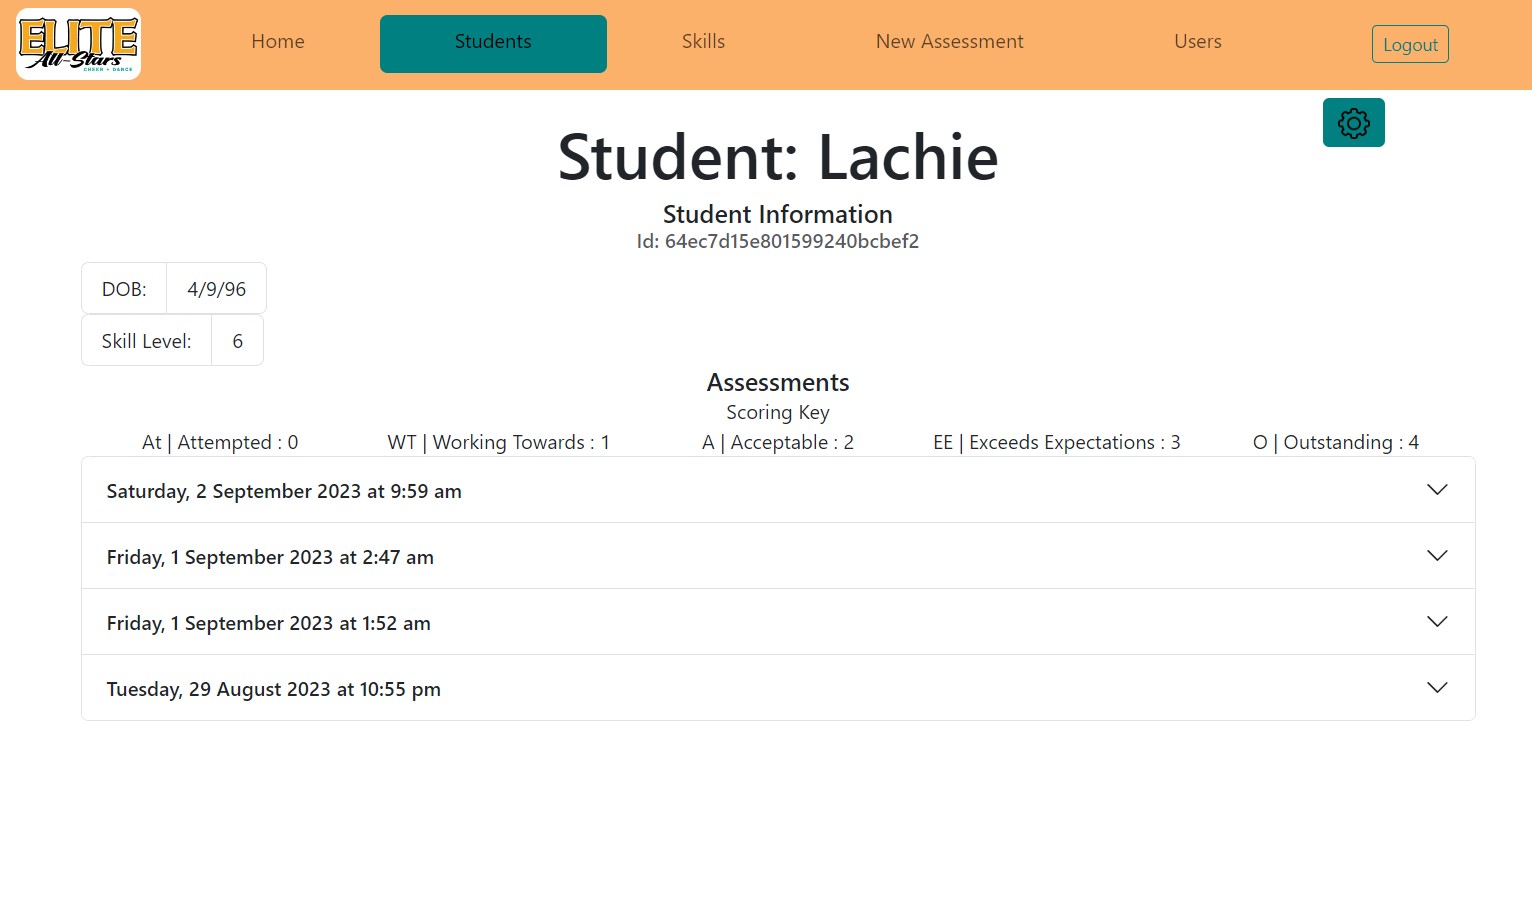 ELITE
All-Stars
CHEER + DANCE
Home Students Skills New Assessment Users Logout
Student: Lachie
Student Information
Id: 64ec7d15e801599240bcbef2
DOB: 4/9/96
Skill Level: 6
Assessments
Scoring Key
At | Attempted : 0 WT | Working Towards : 1 A | Acceptable : 2 EE | Exceeds Expectations : 3 O | Outstanding : 4
Saturday, 2 September 2023 at 9:59 am
Friday, 1 September 2023 at 2:47 am
Friday, 1 September 2023 at 1:52 am
Tuesday, 29 August 2023 at 10:55 pm